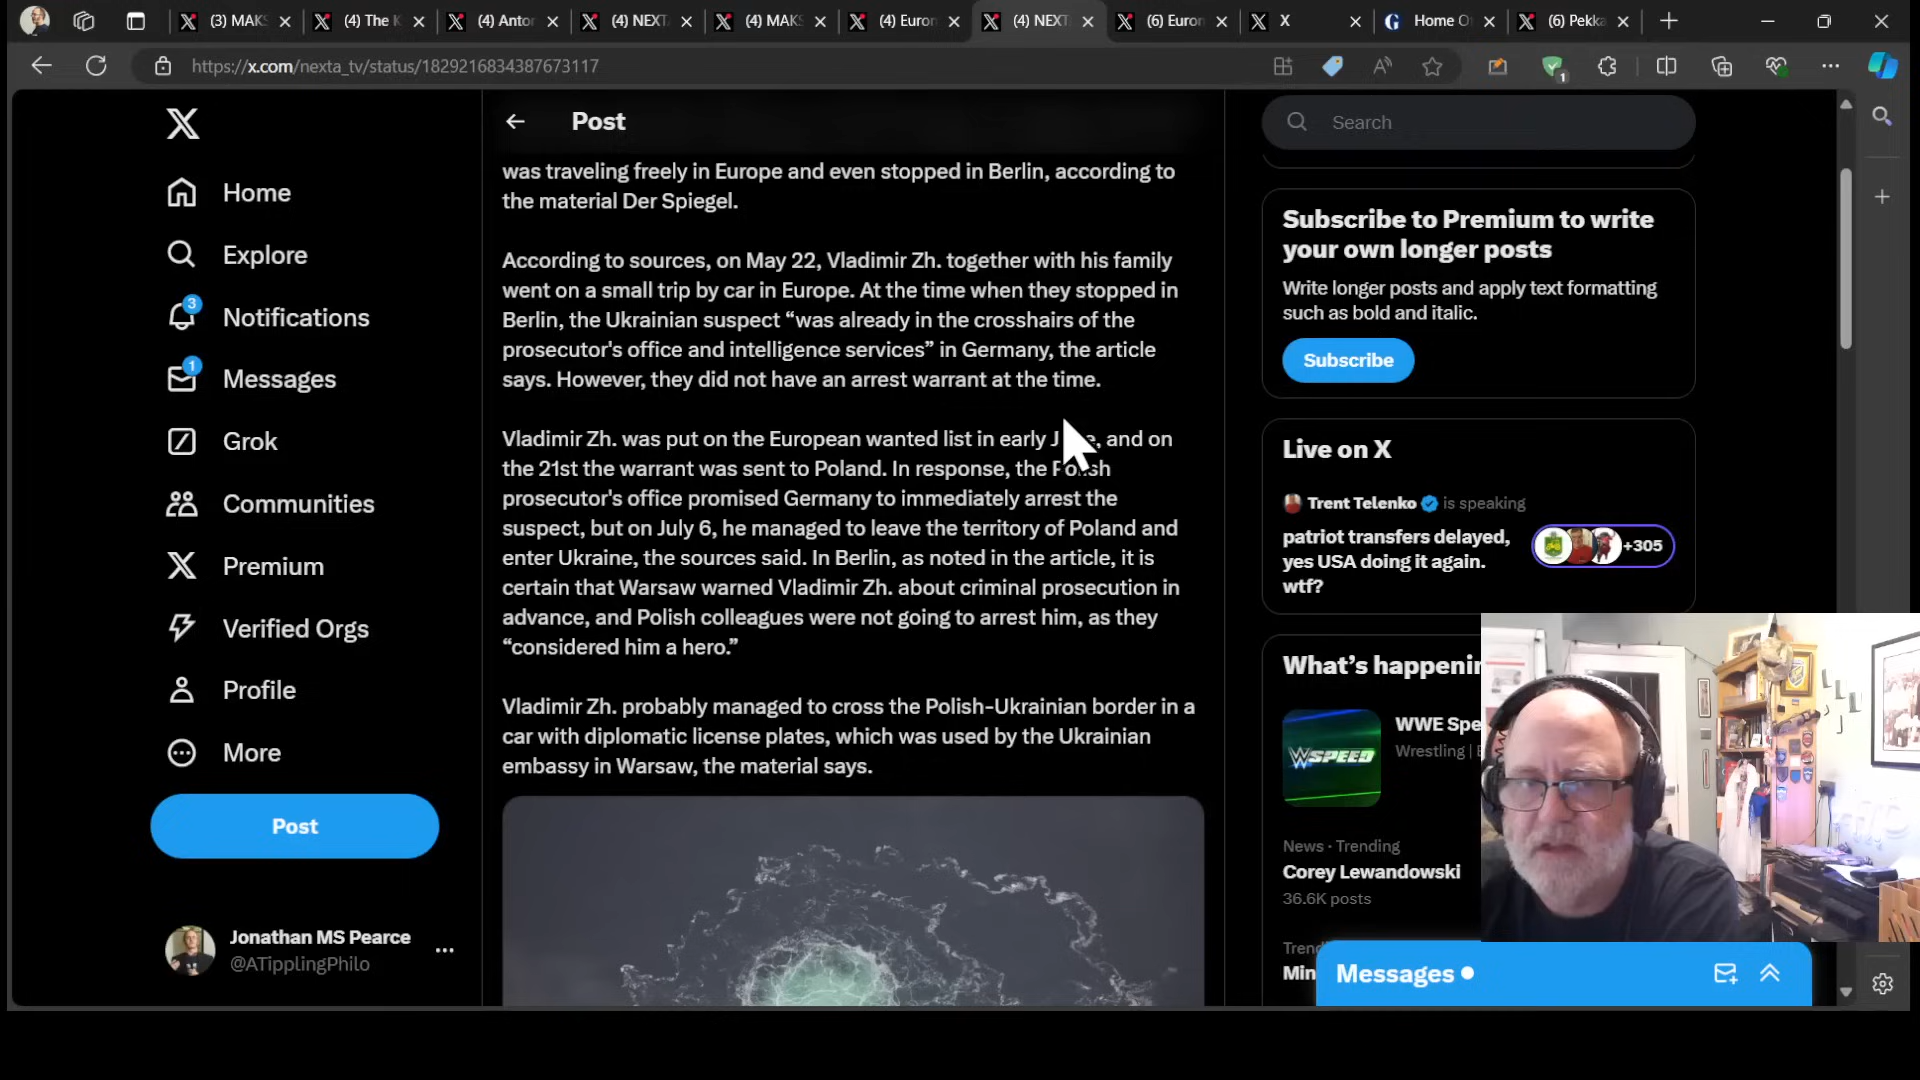 (3) MAKS
(4) The K
(4) Anton
(4) NEXT
(4) MAKS
(4) Euron
(4) NEXT
(6) Euron
X
Home O
(6) Pekka
https://x.com/nexta_tv/status/1829216834387673117
1
Home
Explore
3
Notifications
1
Messages
Grok
Communities
Premium
Verified Orgs
Profile
More
Post
Jonathan MS Pearce
@ATipplingPhilo
Post
was traveling freely in Europe and even stopped in Berlin, according to
the material Der Spiegel.
According to sources, on May 22, Vladimir Zh. together with his family
went on a small trip by car in Europe. At the time when they stopped in
Berlin, the Ukrainian suspect “was already in the crosshairs of the
prosecutor's office and intelligence services” in Germany, the article
says. However, they did not have an arrest warrant at the time.
Vladimir Zh. was put on the European wanted list in early June, and on
the 21st the warrant was sent to Poland. In response, the Polish
prosecutor's office promised Germany to immediately arrest the
suspect, but on July 6, he managed to leave the territory of Poland and
enter Ukraine, the sources said. In Berlin, as noted in the article, it is
certain that Warsaw warned Vladimir Zh. about criminal prosecution in
advance, and Polish colleagues were not going to arrest him, as they
“considered him a hero.”
Vladimir Zh. probably managed to cross the Polish-Ukrainian border in a
car with diplomatic license plates, which was used by the Ukrainian
embassy in Warsaw, the material says.
Search
Subscribe to Premium to write
your own longer posts
Write longer posts and apply text formatting
such as bold and italic.
Subscribe
Live on X
Trent Telenko is speaking
patriot transfers delayed,
yes USA doing it again.
wtf?
+305
What's happenin
WWE Spe
Wrestling
SPEED
News · Trending
Corey Lewandowski
36.6K posts
Trend
Min
Messages